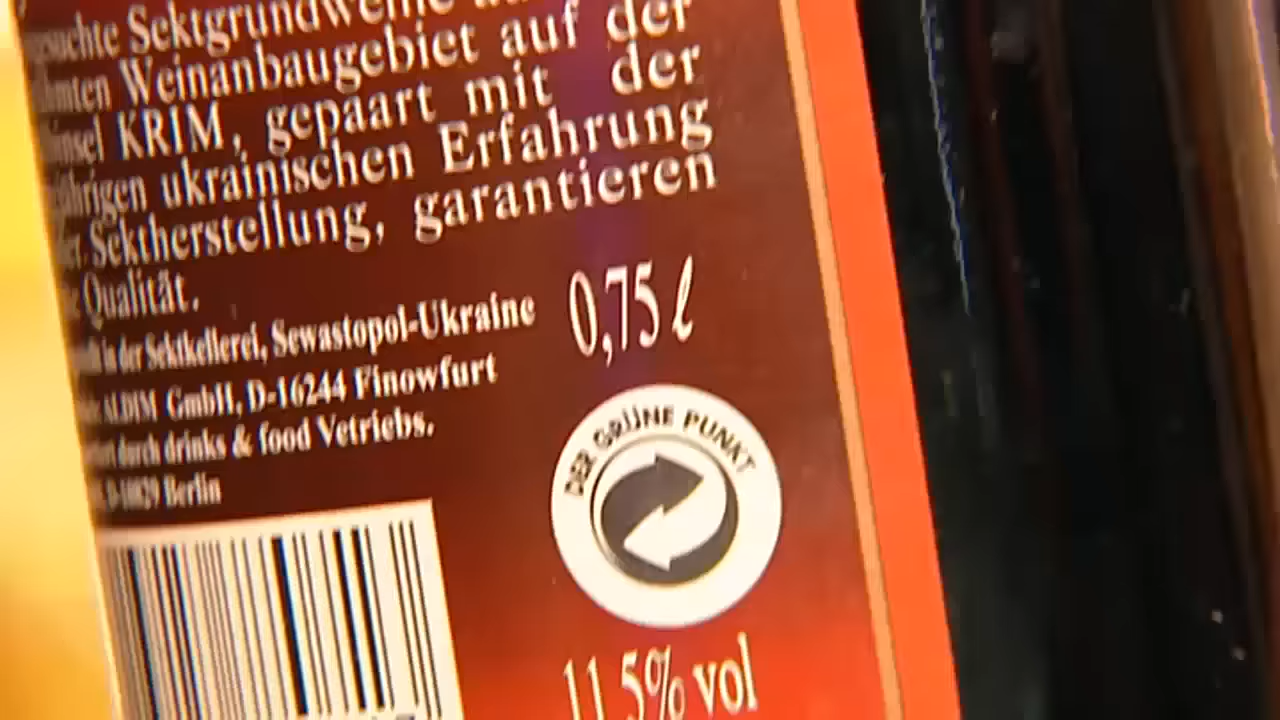 Sektgrundweine
Weinanbaugebiet auf der
KRIM, gepaart mit der
ukrainischen Erfahrung
Sektherstellung, garantieren
Qualität.
in der Sektkellerei, Sewastopol-Ukraine
0,75 ℓ
ALDIM GmbH, D-16244 Finowfurt
durch drinks & food Vetriebs.
Berlin
DER GRÜNE PUNKT
11,5% vol